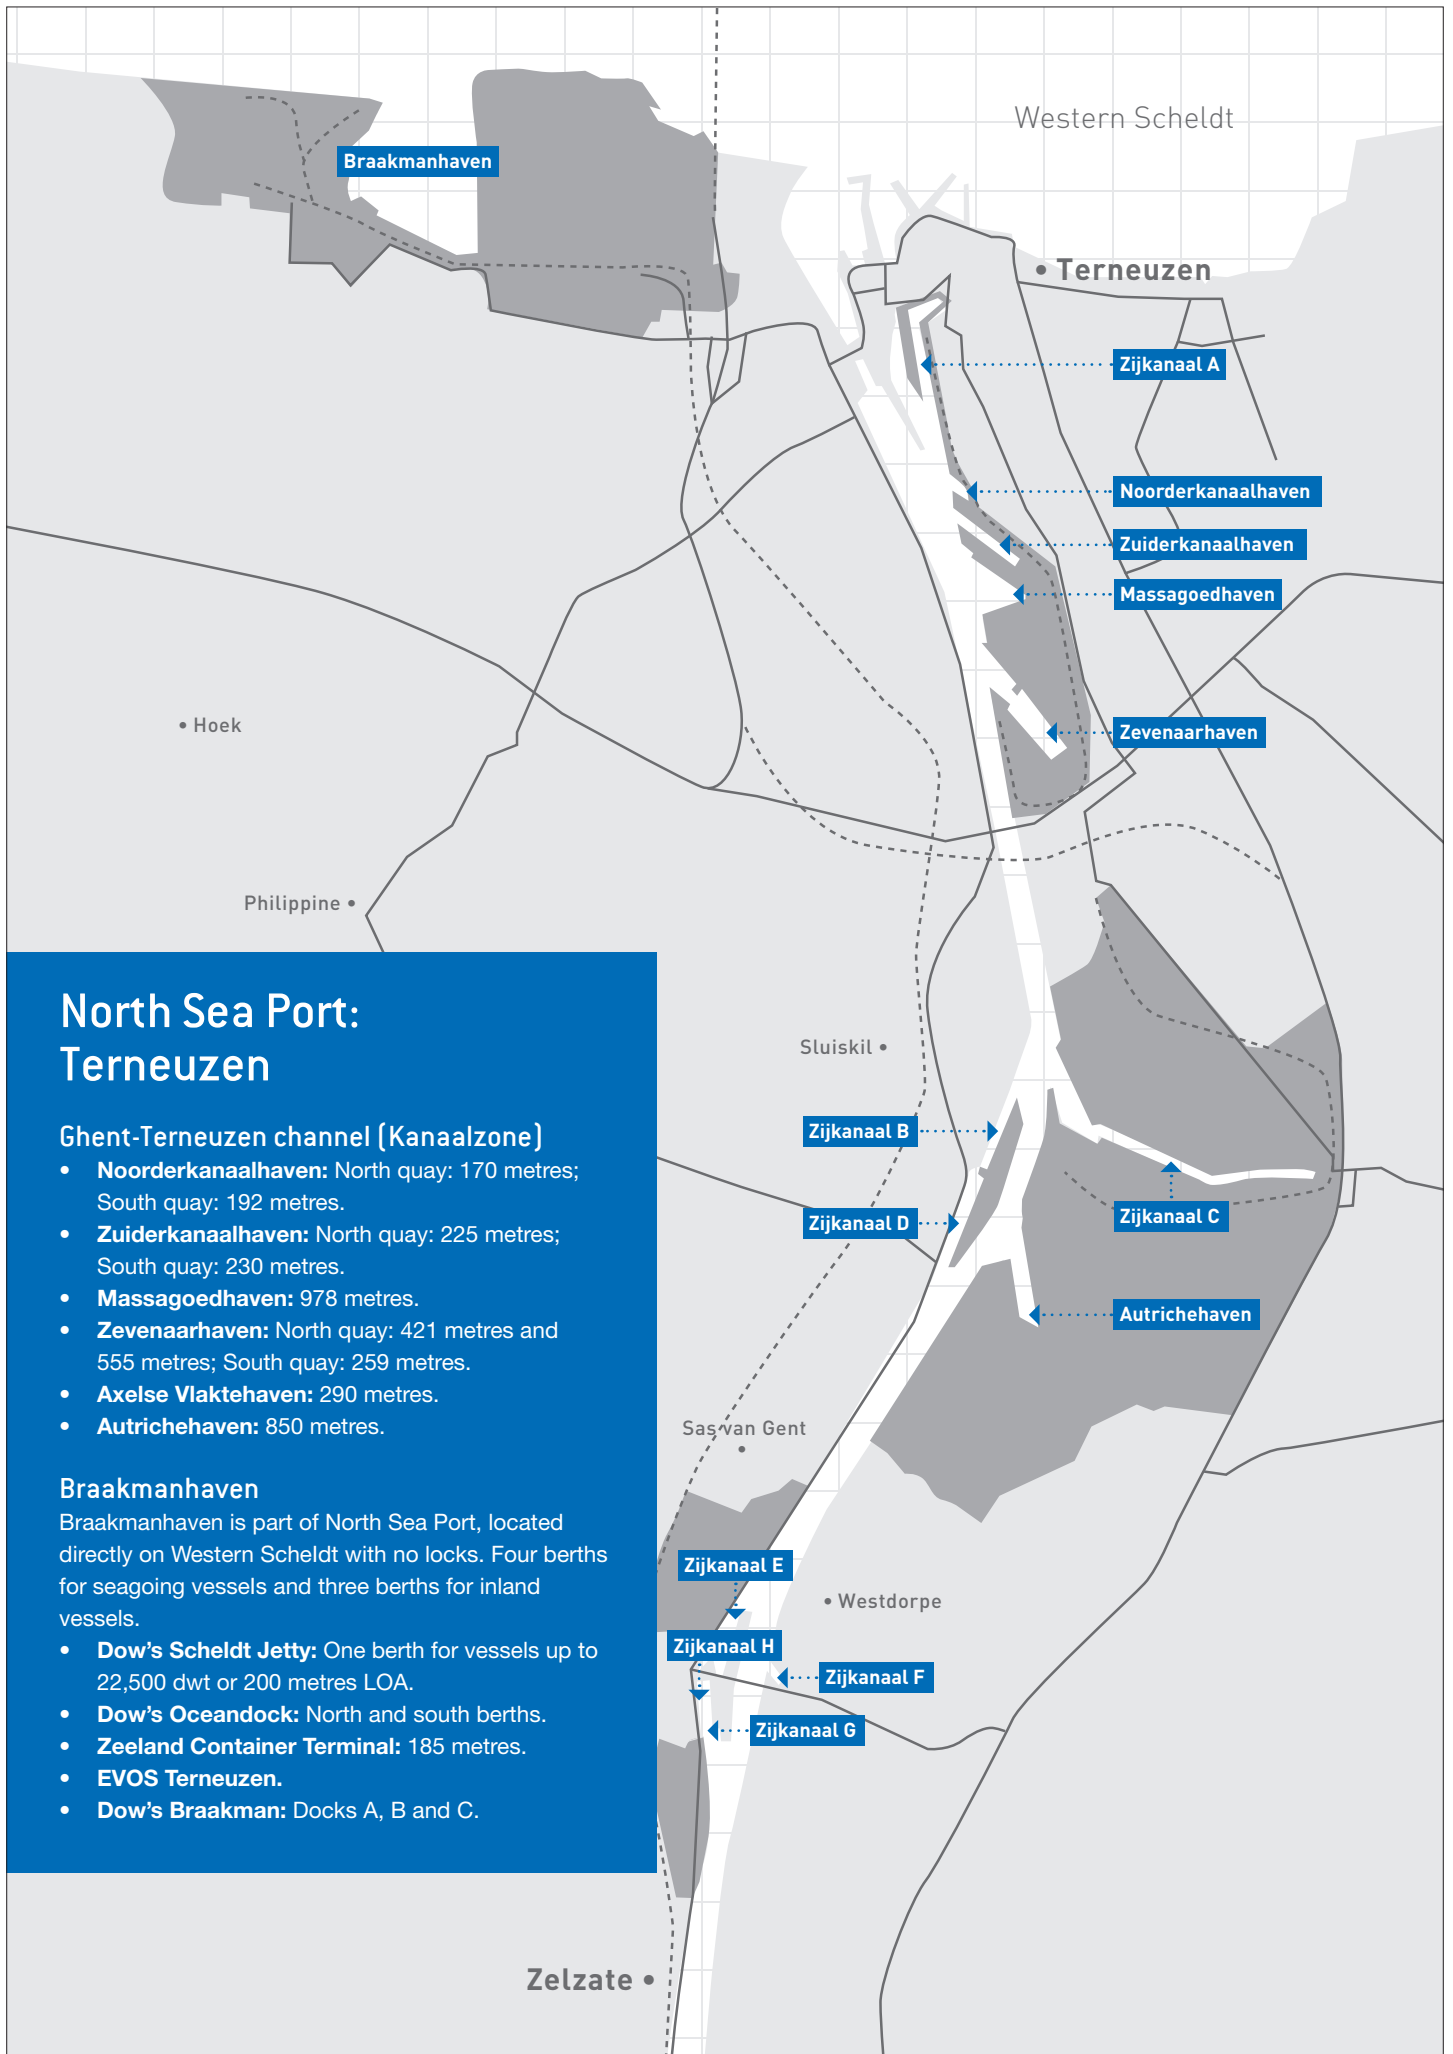 Western Scheldt
Braakmanhaven
Terneuzen
Zijkanaal A
Noorderkanaalhaven
Zuiderkanaalhaven
Massagoedhaven
Hoek
Zevenaarhaven
Philippine
Sluiskil
Zijkanaal B
Zijkanaal D
Zijkanaal C
Autrichehaven
Sas van Gent
Zijkanaal E
Westdorpe
Zijkanaal H
Zijkanaal F
Zijkanaal G
Zelzate
North Sea Port:
Terneuzen
Ghent-Terneuzen channel (Kanaalzone)
• Noorderkanaalhaven: North quay: 170 metres;
South quay: 192 metres.
• Zuiderkanaalhaven: North quay: 225 metres;
South quay: 230 metres.
• Massagoedhaven: 978 metres.
• Zevenaarhaven: North quay: 421 metres and
555 metres; South quay: 259 metres.
• Axelse Vlaktehaven: 290 metres.
• Autrichehaven: 850 metres.
Braakmanhaven
Braakmanhaven is part of North Sea Port, located
directly on Western Scheldt with no locks. Four berths
for seagoing vessels and three berths for inland
vessels.
• Dow’s Scheldt Jetty: One berth for vessels up to
22,500 dwt or 200 metres LOA.
• Dow’s Oceandock: North and south berths.
• Zeeland Container Terminal: 185 metres.
• EVOS Terneuzen.
• Dow’s Braakman: Docks A, B and C.